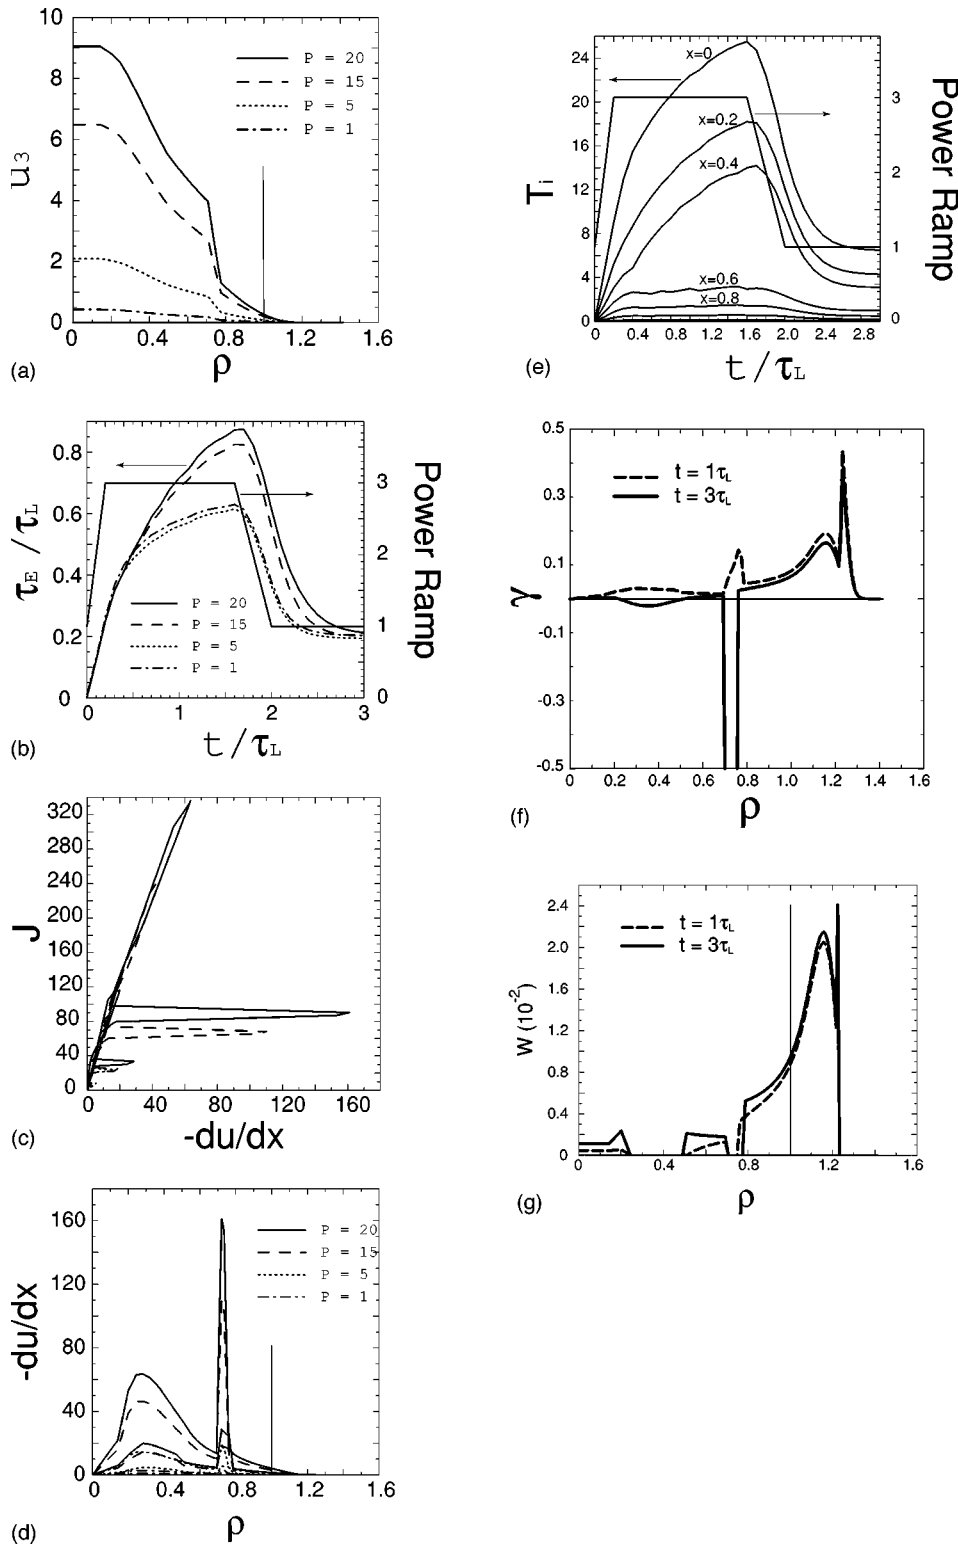 10
8
6
4
2
0
u3
P = 20
P = 15
P = 5
P = 1
0 0.4 0.8 1.2 1.6
ρ
(a)
0.8
0.6
0.4
0.2
0
τE / τL
3
2
1
0
Power Ramp
P = 20
P = 15
P = 5
P = 1
0 1 2 3
t / τL
(b)
320
280
240
200
160
120
80
40
0
J
0 40 80 120 160
-du/dx
(c)
160
120
80
40
0
-du/dx
P = 20
P = 15
P = 5
P = 1
0 0.4 0.8 1.2 1.6
ρ
(d)
24
20
16
12
8
4
0
Ti
x=0
x=0.2
x=0.4
x=0.6
x=0.8
3
2
1
0
Power Ramp
0 0.4 0.8 1.2 1.6 2.0 2.4 2.8
t / τL
(e)
0.5
0.3
0.1
-0.1
-0.3
-0.5
γ
t = 1τL
t = 3τL
0 0.2 0.4 0.6 0.8 1.0 1.2 1.4 1.6
ρ
(f)
2.4
2.0
1.6
1.2
0.8
0.4
0
W (10-2)
t = 1τL
t = 3τL
0 0.4 0.8 1.2 1.6
ρ
(g)